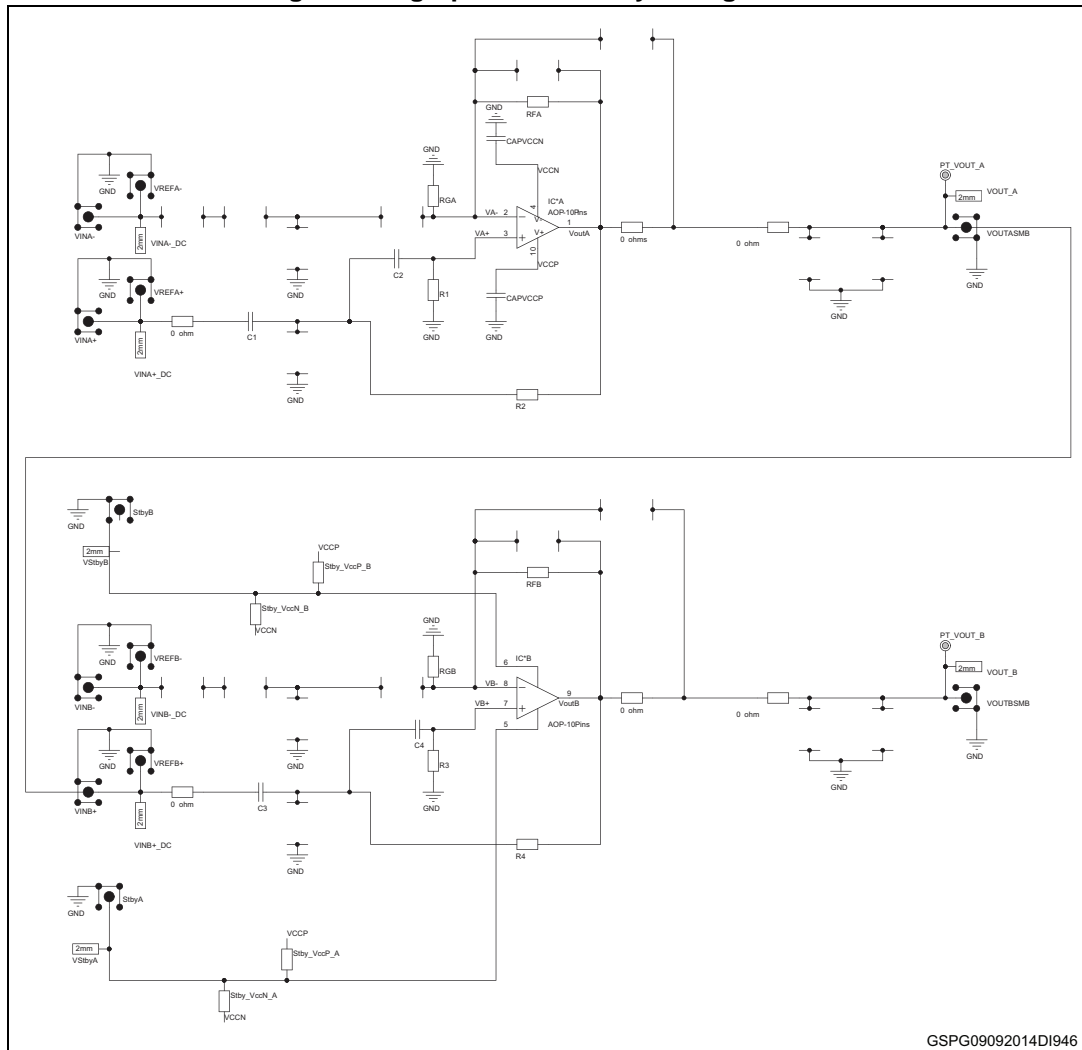 GND
RFA
GND
CAPVCCN
GND
PT_VOUT_A
VCCN
GND
VREFA-
RGA
IC*A
2mm
VOUT_A
4
AOP-10Pins
VINA-
VA- 2
V-
1
VoutA
VOUTASMB
2mm
VINA-_DC
VA+ 3
V+
0 ohms
0 ohm
10
VCCP
GND
VREFA+
GND
C2
R1
CAPVCCP
GND
GND
VINA+
2mm
0 ohm
C1
GND
GND
VINA+_DC
GND
R2
StbyB
GND
2mm
VStbyB
VCCP
Stby_VccP_B
RFB
Stby_VccN_B
VCCN
GND
PT_VOUT_B
GND
VREFB-
RGB
6
IC*B
2mm
VOUT_B
VINB-
VB- 8
9
VoutB
VOUTBSMB
2mm
VINB-_DC
VB+ 7
0 ohm
0 ohm
5
AOP-10Pins
GND
VREFB+
GND
C4
R3
GND
GND
VINB+
2mm
0 ohm
C3
GND
VINB+_DC
R4
GND
StbyA
GND
2mm
VStbyA
VCCP
Stby_VccP_A
Stby_VccN_A
VCCN
GSPG09092014DI946